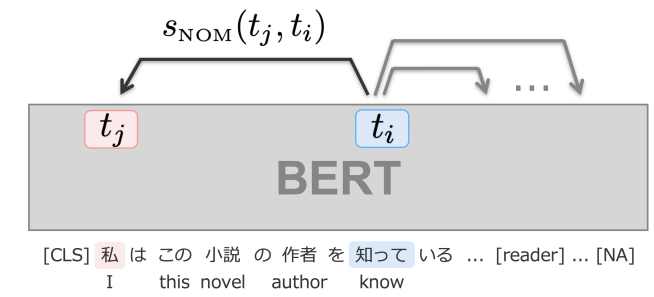 s_NOM(t_j, t_i)
...
t_j t_i
BERT
[CLS] 私 は この 小説 の 作者 を 知って いる ... [reader] ... [NA]
I this novel author know